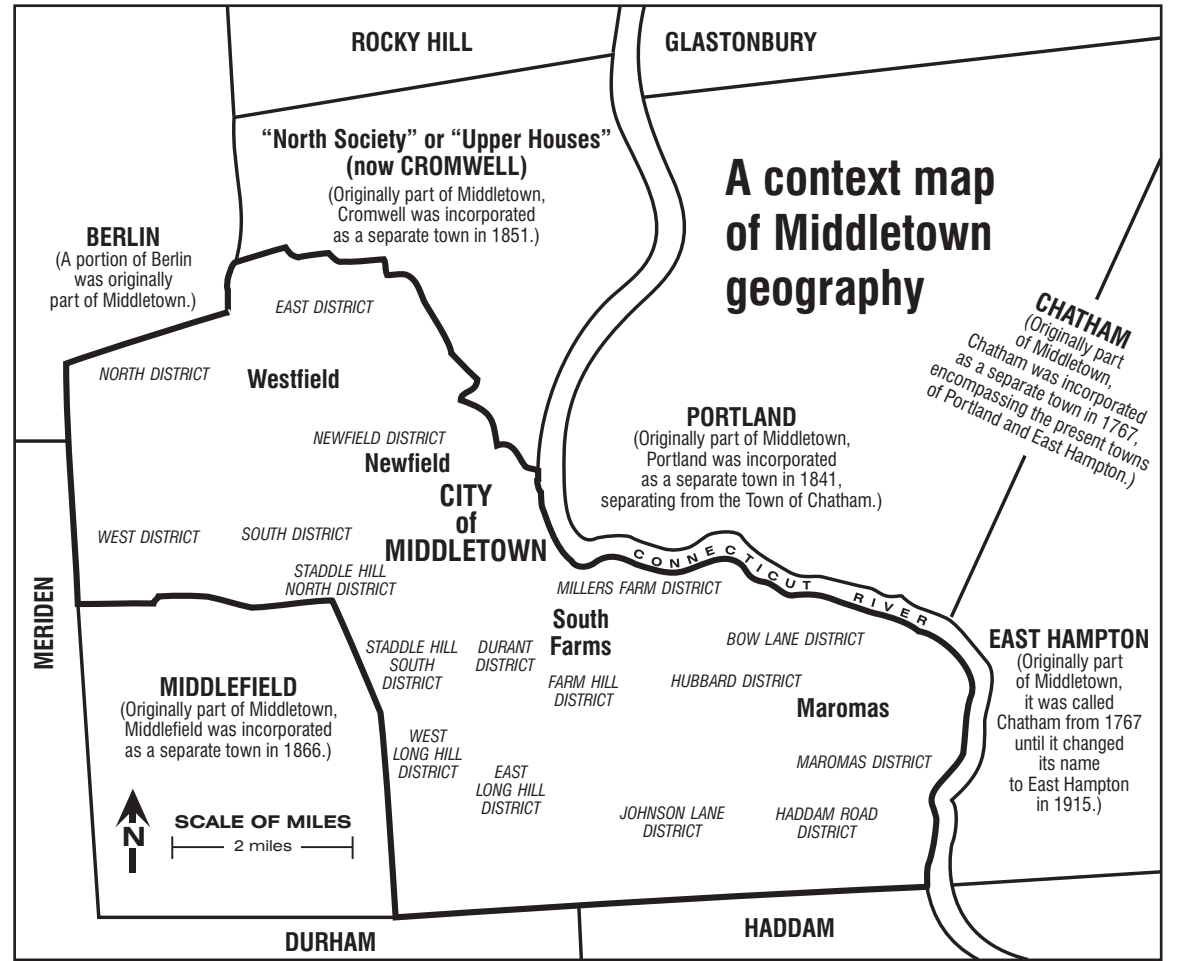 ROCKY HILL
GLASTONBURY
“North Society” or “Upper Houses”
(now CROMWELL)
(Originally part of Middletown,
Cromwell was incorporated
as a separate town in 1851.)
A context map
of Middletown
geography
BERLIN
(A portion of Berlin
was originally
part of Middletown.)
CHATHAM
(Originally part
of Middletown,
Chatham was incorporated
as a separate town in 1767,
encompassing the present towns
of Portland and East Hampton.)
EAST DISTRICT
NORTH DISTRICT
Westfield
PORTLAND
(Originally part of Middletown,
Portland was incorporated
as a separate town in 1841,
separating from the Town of Chatham.)
NEWFIELD DISTRICT
Newfield
CITY
of
MIDDLETOWN
WEST DISTRICT
SOUTH DISTRICT
STADDLE HILL
NORTH DISTRICT
CONNECTICUT RIVER
MILLERS FARM DISTRICT
South
Farms
BOW LANE DISTRICT
MERIDEN
STADDLE HILL
SOUTH
DISTRICT
DURANT
DISTRICT
FARM HILL
DISTRICT
HUBBARD DISTRICT
Maromas
EAST HAMPTON
(Originally part
of Middletown,
it was called
Chatham from 1767
until it changed
its name
to East Hampton
in 1915.)
MIDDLEFIELD
(Originally part of Middletown,
Middlefield was incorporated
as a separate town in 1866.)
WEST
LONG HILL
DISTRICT
EAST
LONG HILL
DISTRICT
MAROMAS DISTRICT
JOHNSON LANE
DISTRICT
HADDAM ROAD
DISTRICT
N
SCALE OF MILES
2 miles
DURHAM
HADDAM